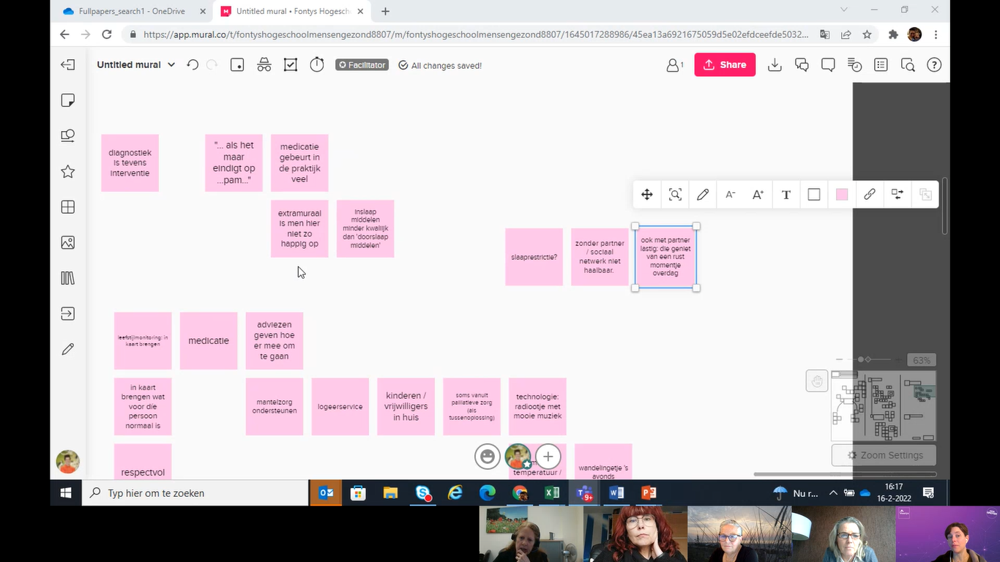 Fullpapers_search1 - OneDrive
Untitled mural • Fontys Hogesch
https://app.mural.co/t/fontyshogeschoolmensengezond8807/m/fontyshogeschoolmensengezond8807/1645017288986/45ea13a6921675059d5e02efdceefde5032...
Untitled mural
Facilitator
All changes saved!
1
Share
diagnostiek
is tevens
interventie
"... als het
maar
eindigt op
...pam..."
medicatie
gebeurt in
de praktijk
veel
extramuraal
is men hier
niet zo
happig op
inslaap
middelen
minder kwalijk
dan 'doorslaap
middelen'
A-
A+
T
slaaprestrictie?
zonder partner
/ sociaal
netwerk niet
haalbaar.
ook met partner
lastig: die geniet
van een rust
momentje
overdag
leefstijlmonitoring: in
kaart brengen
medicatie
adviezen
geven hoe
er mee om
te gaan
in kaart
brengen wat
voor die
persoon
normaal is
mantelzorg
ondersteunen
logeerservice
kinderen /
vrijwilligers
in huis
soms vanuit
palliatieve zorg
(als
tussenoplossing)
technologie:
radiootje met
mooie muziek
respectvol
temperatuur /
wandelingetje 's
avonds
63%
Zoom Settings
Typ hier om te zoeken
9+
Nu r...
16:17
16-2-2022